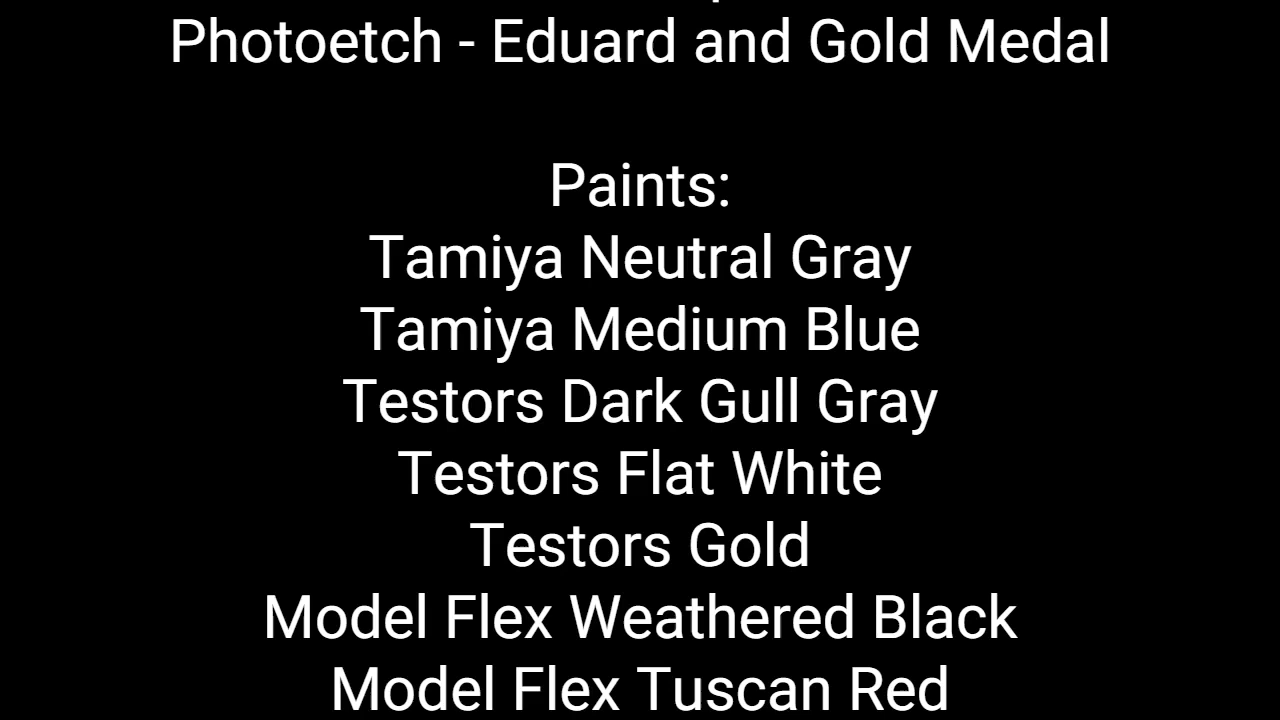 Photoetch - Eduard and Gold Medal
Paints:
Tamiya Neutral Gray
Tamiya Medium Blue
Testors Dark Gull Gray
Testors Flat White
Testors Gold
Model Flex Weathered Black
Model Flex Tuscan Red